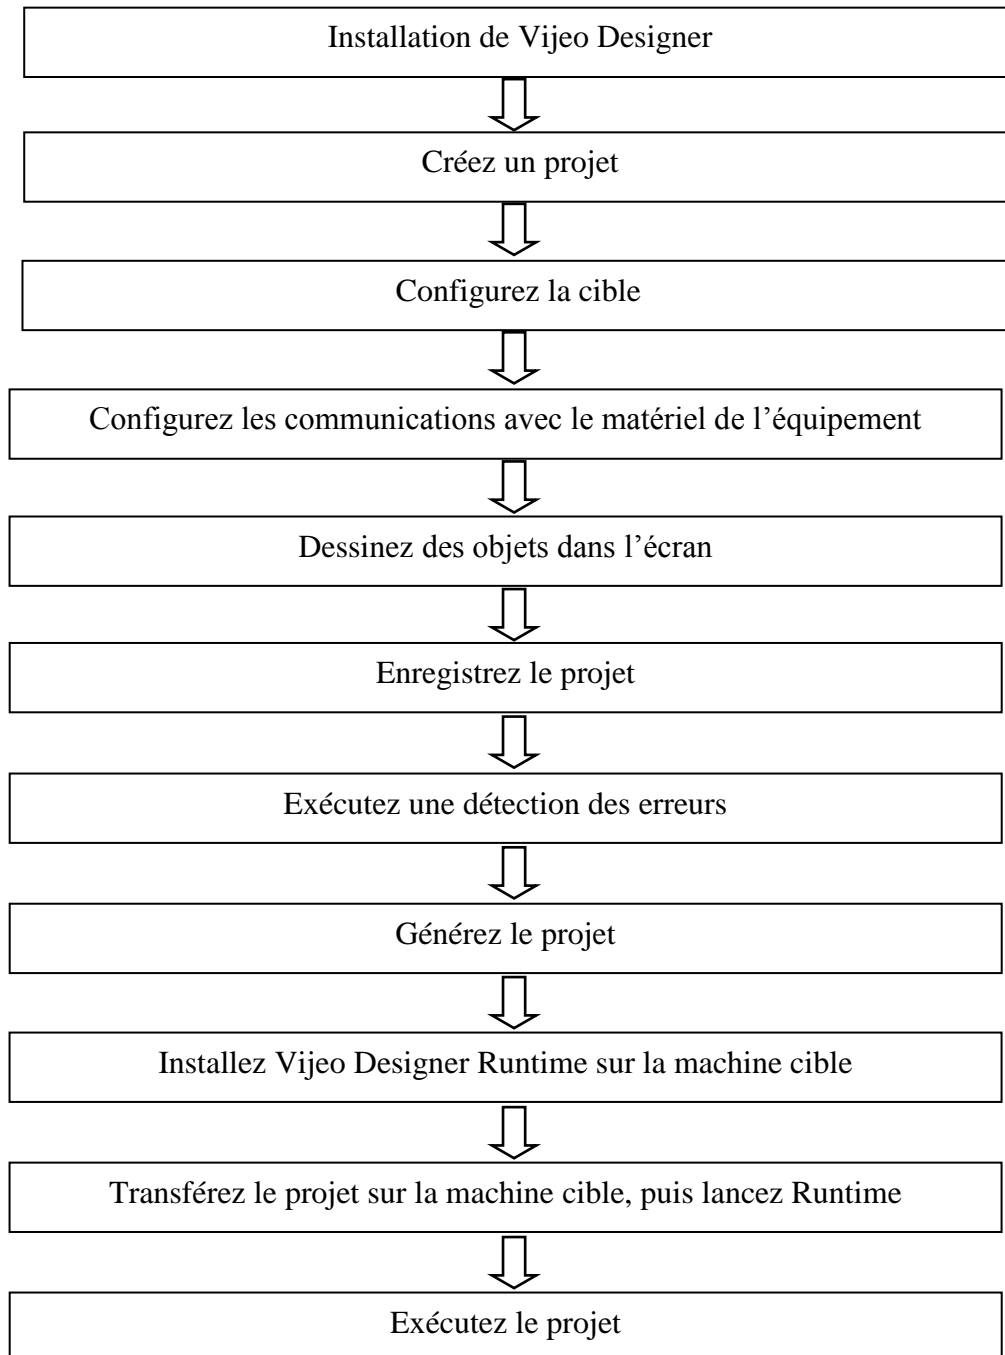 Installation de Vijeo Designer
Créez un projet
Configurez la cible
Configurez les communications avec le matériel de l’équipement
Dessinez des objets dans l’écran
Enregistrez le projet
Exécutez une détection des erreurs
Générez le projet
Installez Vijeo Designer Runtime sur la machine cible
Transférez le projet sur la machine cible, puis lancez Runtime
Exécutez le projet